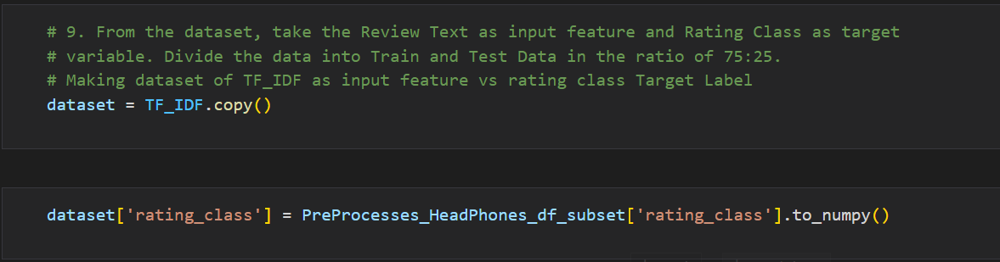 # 9. From the dataset, take the Review Text as input feature and Rating Class as target
# variable. Divide the data into Train and Test Data in the ratio of 75:25.
# Making dataset of TF_IDF as input feature vs rating class Target Label
dataset = TF_IDF.copy()
dataset['rating_class'] = PreProcesses_HeadPhones_df_subset['rating_class'].to_numpy()